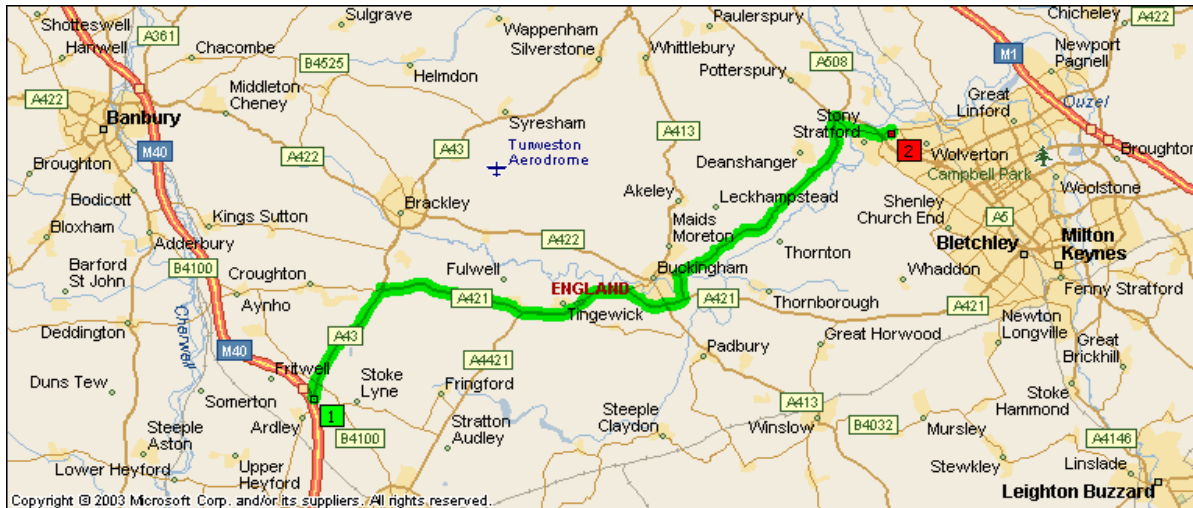 Shotteswell
Sulgrave
Wappenham
Paulerspury
Chicheley
A422
A361
Hanwell
Chacombe
B4525
Helmdon
Silverstone
Whittlebury
A508
M1
Newport
Pagnell
Potterspury
A422
Middleton
Cheney
Great
Linford
Ouzel
Banbury
Syresham
A413
Stony
Stratford
M40
A422
A43
Turweston
Aerodrome
Deanshanger
2
Wolverton
Broughton
Broughton
Campbell Park
Bodicott
Akeley
Leckhampstead
Woolstone
Brackley
Shenley
Church End
Kings Sutton
A5
Bloxham
Adderbury
A422
Maids
Moreton
Thornton
Bletchley
Milton
Keynes
Barford
St John
B4100
Croughton
Fulwell
Buckingham
Whaddon
Aynho
A421
ENGLAND
A421
Thornborough
A421
Fenny Stratford
Tingewick
Deddington
Cherwell
A43
Great Horwood
Newton
Longville
M40
A4421
Padbury
Great
Brickhill
Fritwell
Duns Tew
Somerton
Stoke
Lyne
Fringford
Stoke
Hammond
1
A413
Ardley
Steeple
Aston
B4100
Stratton
Audley
Steeple
Claydon
Winslow
B4032
Mursley
A4146
Lower Heyford
Upper
Heyford
Stewkley
Linslade
Leighton Buzzard
Copyright © 2003 Microsoft Corp. and/or its suppliers. All rights reserved.